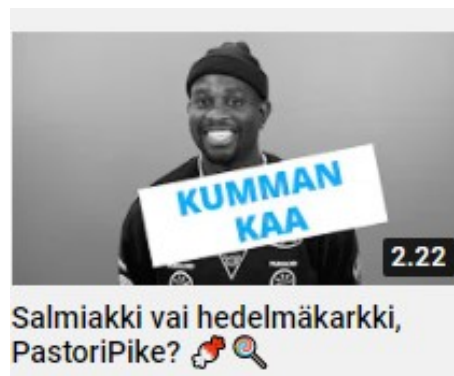 KUMMAN
KAA
2.22
Salmiakki vai hedelmäkarkki,
PastoriPike? 🍬🍭